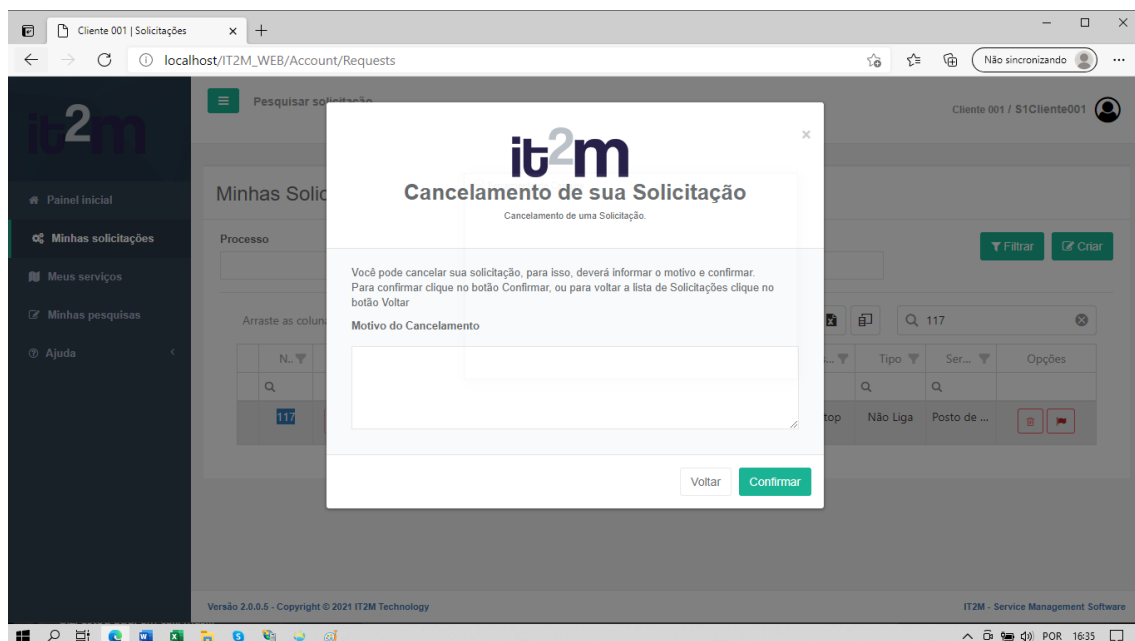 Cliente 001 | Solicitações
localhost/IT2M_WEB/Account/Requests
Não sincronizando
it2m
Pesquisar solicitação
Cliente 001 / S1Cliente001
Painel inicial
Minhas solicitações
Meus serviços
Minhas pesquisas
Ajuda
Minhas Solic
Processo
Filtrar
Criar
Arraste as colun
117
N..
Tipo
Ser...
Opções
117
top
Não Liga
Posto de ...
it2m
Cancelamento de sua Solicitação
Cancelamento de uma Solicitação.
Você pode cancelar sua solicitação, para isso, deverá informar o motivo e confirmar.
Para confirmar clique no botão Confirmar, ou para voltar a lista de Solicitações clique no
botão Voltar
Motivo do Cancelamento
Voltar
Confirmar
Versão 2.0.0.5 - Copyright © 2021 IT2M Technology
IT2M - Service Management Software
POR
16:35